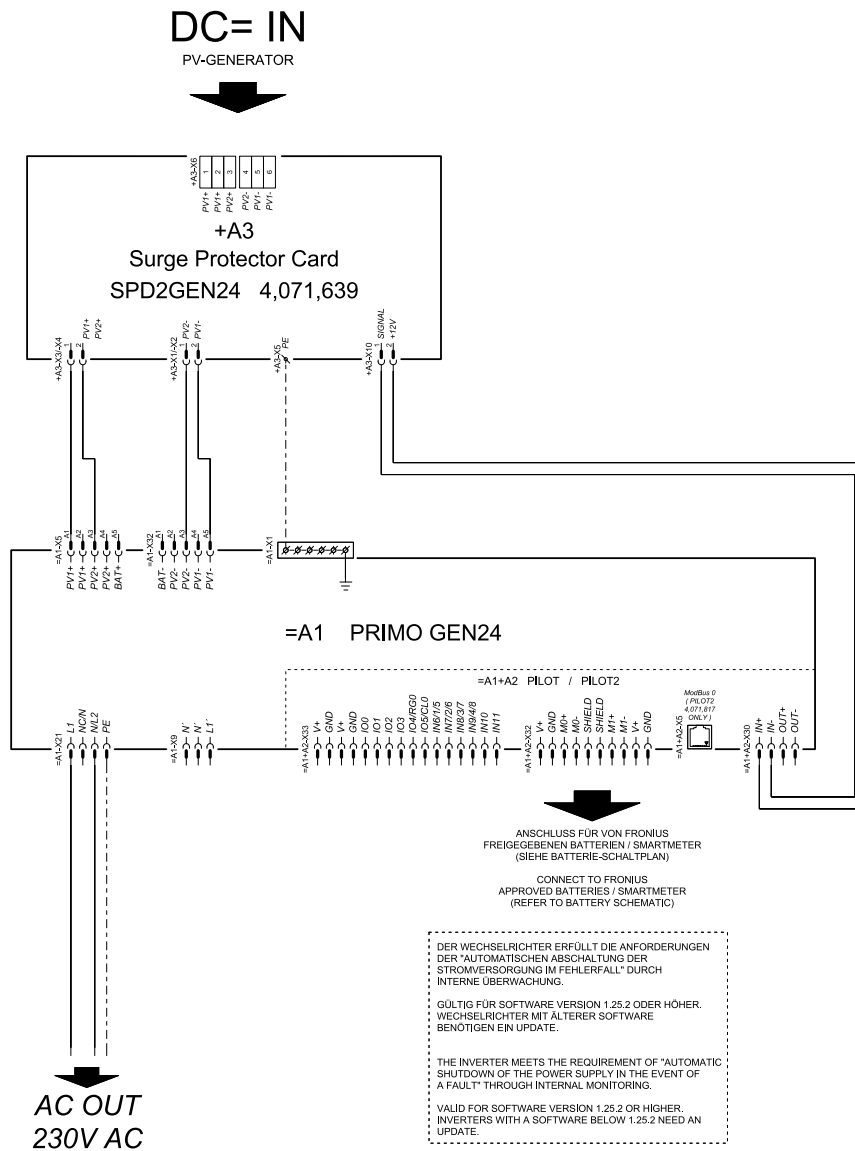 DC= IN
PV-GENERATOR
+A3-X6
1 2 3 4 5 6
PV1+ PV1+ PV2+ PV2- PV1- PV1-
+A3
Surge Protector Card
SPD2GEN24 4,071,639
+A3-X3/-X4
1 PV1+
2 PV2+
+A3-X1/-X2
1 PV2-
2 PV1-
+A3-X5
PE
+A3-X10
1 SIGNAL
2 +12V
=A1-X5
A1 A2 A3 A4 A5
PV1+ PV1+ PV2+ PV2+ BAT+
=A1-X32
A1 A2 A3 A4 A5
BAT- PV2- PV2- PV1- PV1-
=A1-X1
=A1 PRIMO GEN24
=A1+A2 PILOT / PILOT2
=A1-X21
L1 NC/N N/L2 PE
=A1-X9
N´ N´ L1´
=A1+A2-X33
V+ GND V+ GND IO0 IO1 IO2 IO3 IO4/RG0 IO5/CL0 IN6/1/5 IN7/2/6 IN8/3/7 IN9/4/8 IN10 IN11
=A1+A2-X32
V+ GND M0+ M0- SHIELD SHIELD M1+ M1- V+ GND
=A1+A2-X5
ModBus 0
( PILOT2
4,071,817
ONLY )
=A1+A2-X30
IN+ IN- OUT+ OUT-
ANSCHLUSS FÜR VON FRONIUS
FREIGEGEBENEN BATTERIEN / SMARTMETER
(SIEHE BATTERIE-SCHALTPLAN)
CONNECT TO FRONIUS
APPROVED BATTERIES / SMARTMETER
(REFER TO BATTERY SCHEMATIC)
DER WECHSELRICHTER ERFÜLLT DIE ANFORDERUNGEN
DER "AUTOMATISCHEN ABSCHALTUNG DER
STROMVERSORGUNG IM FEHLERFALL" DURCH
INTERNE ÜBERWACHUNG.
GÜLTIG FÜR SOFTWARE VERSION 1.25.2 ODER HÖHER.
WECHSELRICHTER MIT ÄLTERER SOFTWARE
BENÖTIGEN EIN UPDATE.
THE INVERTER MEETS THE REQUIREMENT OF "AUTOMATIC
SHUTDOWN OF THE POWER SUPPLY IN THE EVENT OF
A FAULT" THROUGH INTERNAL MONITORING.
VALID FOR SOFTWARE VERSION 1.25.2 OR HIGHER.
INVERTERS WITH A SOFTWARE BELOW 1.25.2 NEED AN
UPDATE.
AC OUT
230V AC